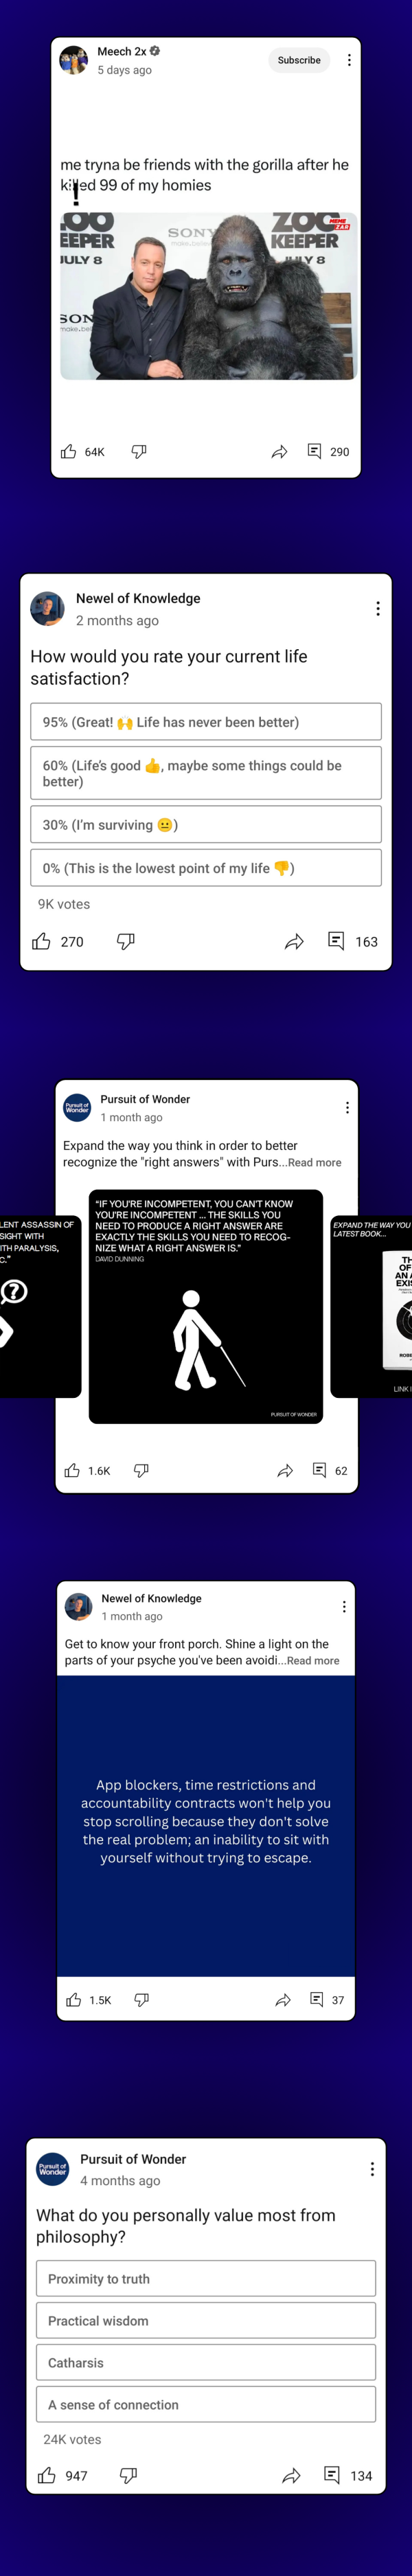 Meech 2x
5 days ago
Subscribe
me tryna be friends with the gorilla after he
killed 99 of my homies
!
ZOO
EEPER
JULY 8
SONY
make.believe
ZOO
KEEPER
JULY 8
MEME
ZAR
SON
make.bel
64K
290
Newel of Knowledge
2 months ago
How would you rate your current life
satisfaction?
95% (Great! 🙌 Life has never been better)
60% (Life's good 👍, maybe some things could be
better)
30% (I'm surviving 😐)
0% (This is the lowest point of my life 👎)
9K votes
270
163
Pursuit of
Wonder
Pursuit of Wonder
1 month ago
Expand the way you think in order to better
recognize the "right answers" with Purs...Read more
LENT ASSASSIN OF
SIGHT WITH
ITH PARALYSIS,
C."
?
"IF YOU'RE INCOMPETENT, YOU CAN'T KNOW
YOU'RE INCOMPETENT ... THE SKILLS YOU
NEED TO PRODUCE A RIGHT ANSWER ARE
EXACTLY THE SKILLS YOU NEED TO RECOG-
NIZE WHAT A RIGHT ANSWER IS."
DAVID DUNNING
PURSUIT OF WONDER
EXPAND THE WAY YOU
LATEST BOOK...
TH
OF
AN A
EXIS
ROBE
LINK I
1.6K
62
Newel of Knowledge
1 month ago
Get to know your front porch. Shine a light on the
parts of your psyche you've been avoidi...Read more
App blockers, time restrictions and
accountability contracts won't help you
stop scrolling because they don't solve
the real problem; an inability to sit with
yourself without trying to escape.
1.5K
37
Pursuit of
Wonder
Pursuit of Wonder
4 months ago
What do you personally value most from
philosophy?
Proximity to truth
Practical wisdom
Catharsis
A sense of connection
24K votes
947
134